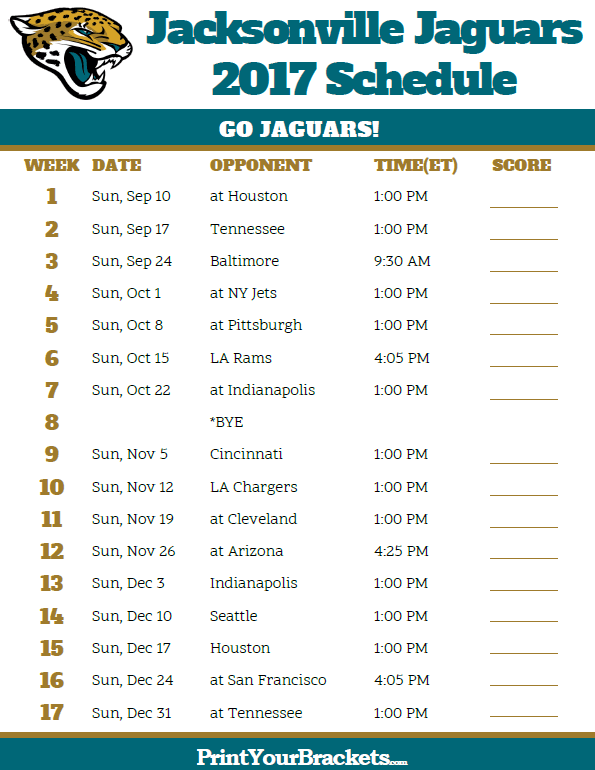 Jacksonville Jaguars
2017 Schedule
GO JAGUARS!
WEEK DATE OPPONENT TIME(ET) SCORE
1 Sun, Sep 10 at Houston 1:00 PM
2 Sun, Sep 17 Tennessee 1:00 PM
3 Sun, Sep 24 Baltimore 9:30 AM
4 Sun, Oct 1 at NY Jets 1:00 PM
5 Sun, Oct 8 at Pittsburgh 1:00 PM
6 Sun, Oct 15 LA Rams 4:05 PM
7 Sun, Oct 22 at Indianapolis 1:00 PM
8 *BYE
9 Sun, Nov 5 Cincinnati 1:00 PM
10 Sun, Nov 12 LA Chargers 1:00 PM
11 Sun, Nov 19 at Cleveland 1:00 PM
12 Sun, Nov 26 at Arizona 4:25 PM
13 Sun, Dec 3 Indianapolis 1:00 PM
14 Sun, Dec 10 Seattle 1:00 PM
15 Sun, Dec 17 Houston 1:00 PM
16 Sun, Dec 24 at San Francisco 4:05 PM
17 Sun, Dec 31 at Tennessee 1:00 PM
PrintYourBrackets.com